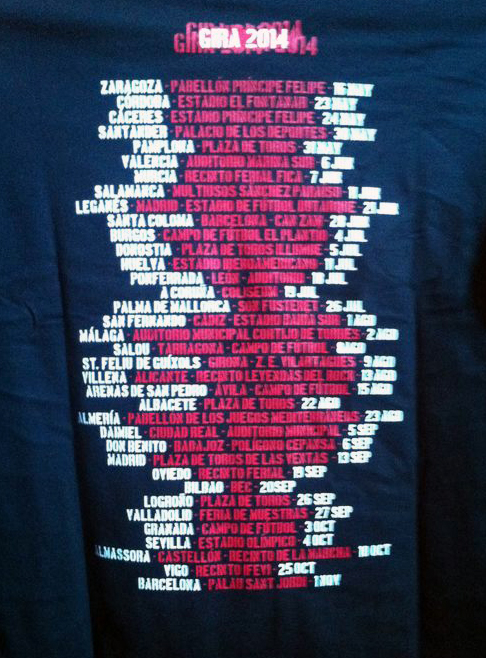 GIRA 2014
ZARAGOZA - PABELLÓN PRÍNCIPE FELIPE - 16 MAY
CÓRDOBA - ESTADIO EL FONTANAR - 23 MAY
CÁCERES - ESTADIO PRÍNCIPE FELIPE - 24 MAY
SANTANDER - PALACIO DE LOS DEPORTES - 30 MAY
PAMPLONA - PLAZA DE TOROS - 31 MAY
VALENCIA - AUDITORIO MARINA SUR - 6 JUN
MURCIA - RECINTO FERIAL FICA - 7 JUN
SALAMANCA - MULTIUSOS SÁNCHEZ PARAISO - JUN
LEGANÉS - MADRID - ESTADIO DE FÚTBOL BUTARQUE - 21 JUN
SANTA COLOMA - BARCELONA - CAN ZAM - 28 JUN
BURGOS - CAMPO DE FÚTBOL EL PLANTÍO - 4 JUL
DONOSTIA - PLAZA DE TOROS ILLUMBE - 5 JUL
HUELVA - ESTADIO IBEROAMERICANO - 11 JUL
PONFERRADA - LEÓN - AUDITORIO - JUL
A CORUÑA - COLISEUM - 19 JUL
PALMA DE MALLORCA - SON FUSTERET - 26 JUL
SAN FERNANDO - CÁDIZ - ESTADIO BAHÍA SUR - 1 AGO
MÁLAGA - AUDITORIO MUNICIPAL CORTIJO DE TORRES - 2 AGO
SALOU - TARRAGONA - CAMPO DE FÚTBOL - AGO
ST. FELIU DE GUÍXOLS - GIRONA - Z. E. VILARTAGUES - 9 AGO
VILLENA - ALICANTE - RECINTO LEYENDAS DEL ROCK - 13 AGO
ARENAS DE SAN PEDRO - ÁVILA - CAMPO DE FÚTBOL - 15 AGO
ALBACETE - PLAZA DE TOROS - 22 AGO
ALMERÍA - PABELLÓN DE LOS JUEGOS MEDITERRÁNEOS - 23 AGO
DAIMIEL - CIUDAD REAL - AUDITORIO MUNICIPAL - 5 SEP
DON BENITO - BADAJOZ - POLÍGONO CEPANSA - 6 SEP
MADRID - PLAZA DE TOROS DE LAS VENTAS - 13 SEP
OVIEDO - RECINTO FERIAL - 19 SEP
BILBAO - BEC - 20 SEP
LOGROÑO - PLAZA DE TOROS - 26 SEP
VALLADOLID - FERIA DE MUESTRAS - 27 SEP
GRANADA - CAMPO DE FÚTBOL - 3 OCT
SEVILLA - ESTADIO OLÍMPICO - 4 OCT
ALMASSORA - CASTELLÓN - RECINTO DE LA MARCHA - OCT
VIGO - RECINTO IFEVI - 25 OCT
BARCELONA - PALAU SANT JORDI - 1 NOV